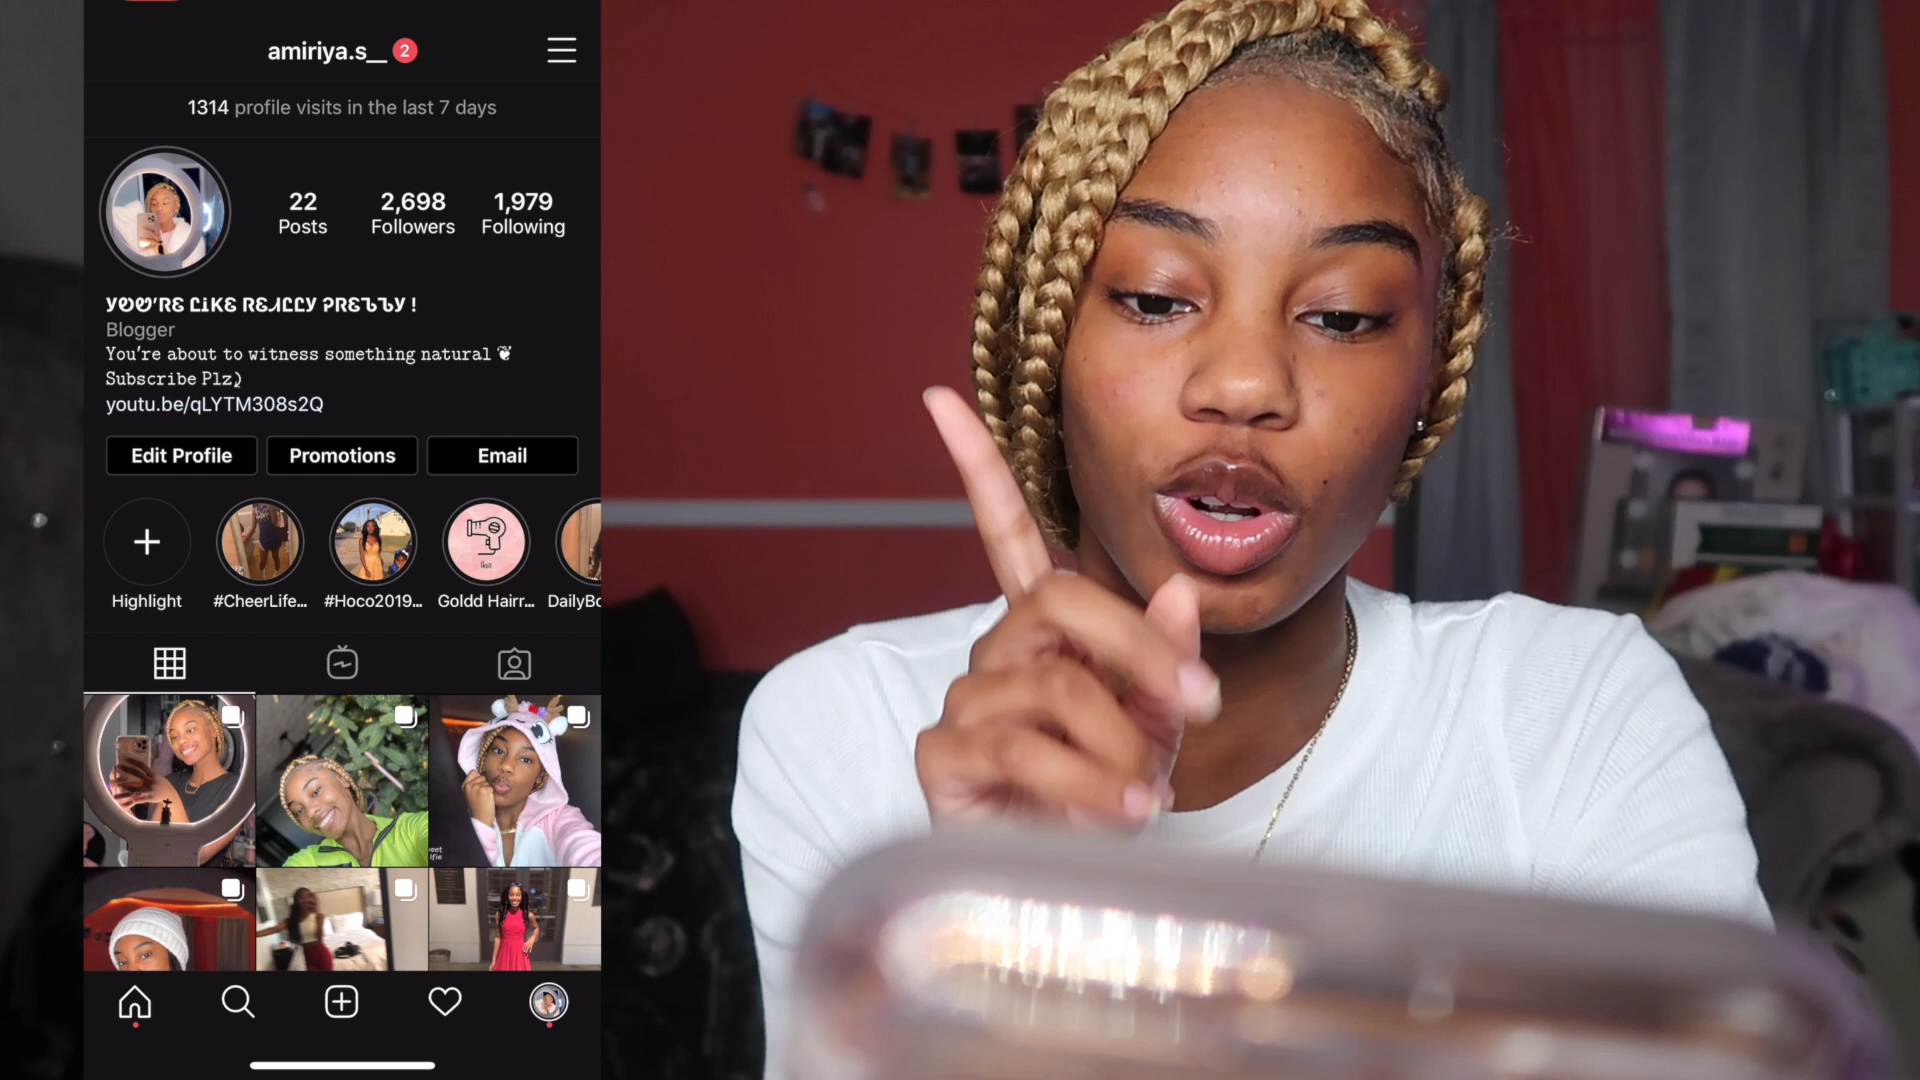 amiriya.s__ 2
1314 profile visits in the last 7 days
22 2,698 1,979
Posts Followers Following
YOU'RE LiKE REALLY PRETTY !
Blogger
You're about to witness something natural ❦
Subscribe Plz
youtu.be/qLYTM308s2Q
Edit Profile Promotions Email
Highlight #CheerLife... #Hoco2019... Goldd Hairr... DailyBo